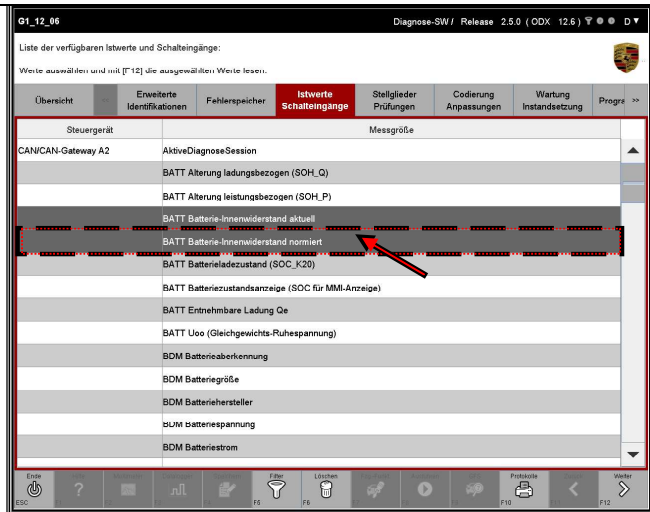 G1_12_06
Diagnose-SW / Release 2.5.0 ( ODX 12.6 ) D
Liste der verfügbaren Istwerte und Schalteingänge:
Werte auswählen und mit [F12] die ausgewählten Werte lesen.
Übersicht << Erweiterte Identifikationen Fehlerspeicher Istwerte Schalteingänge Stellglieder Prüfungen Codierung Anpassungen Wartung Instandsetzung Progra >>
Steuergerät Messgröße
CAN/CAN-Gateway A2 AktiveDiagnoseSession
BATT Alterung ladungsbezogen (SOH_Q)
BATT Alterung leistungsbezogen (SOH_P)
BATT Batterie-Innenwiderstand aktuell
BATT Batterie-Innenwiderstand normiert
BATT Batterieladezustand (SOC_K20)
BATT Batteriezustandsanzeige (SOC für MMI-Anzeige)
BATT Entnehmbare Ladung Qe
BATT Uoo (Gleichgewichts-Ruhespannung)
BDM Batterieaberkennung
BDM Batteriegröße
BDM Batteriehersteller
BDM Batteriespannung
BDM Batteriestrom
Ende Filter Löschen Protokolle Weiter
ESC F5 F6 F10 F12